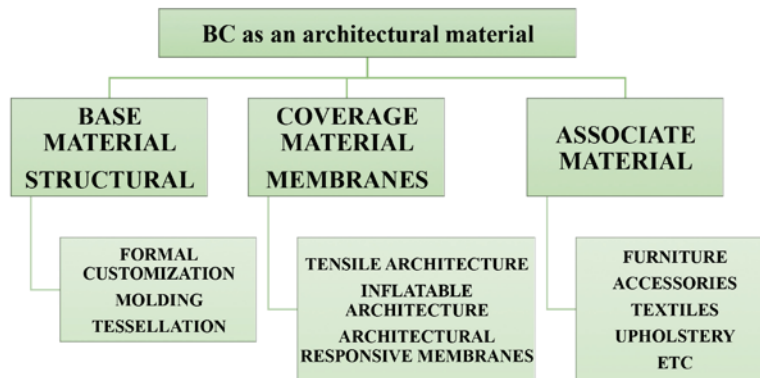 BC as an architectural material
BASE
MATERIAL
STRUCTURAL
COVERAGE
MATERIAL
MEMBRANES
ASSOCIATE
MATERIAL
FORMAL
CUSTOMIZATION
MOLDING
TESSELLATION
TENSILE ARCHITECTURE
INFLATABLE
ARCHITECTURE
ARCHITECTURAL
RESPONSIVE MEMBRANES
FURNITURE
ACCESSORIES
TEXTILES
UPHOLSTERY
ETC